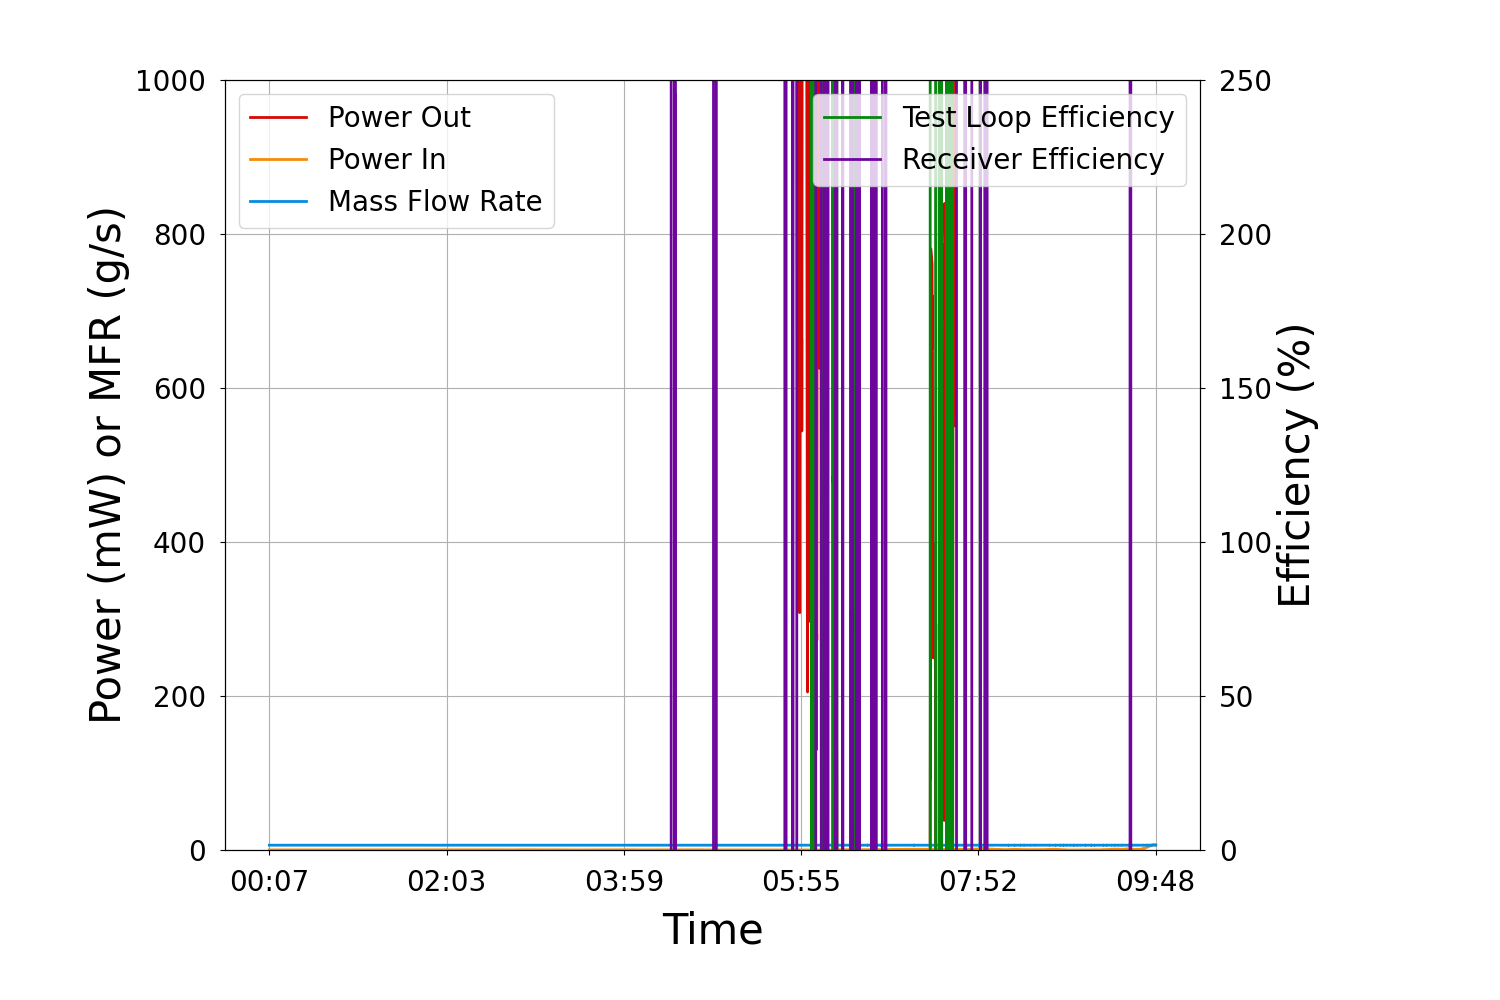 1000
800
600
400
200
0
Power (mW) or MFR (g/s)
Power Out
Power In
Mass Flow Rate
Test Loop Efficiency
Receiver Efficiency
250
200
150
100
50
0
Efficiency (%)
00:07 02:03 03:59 05:55 07:52 09:48
Time